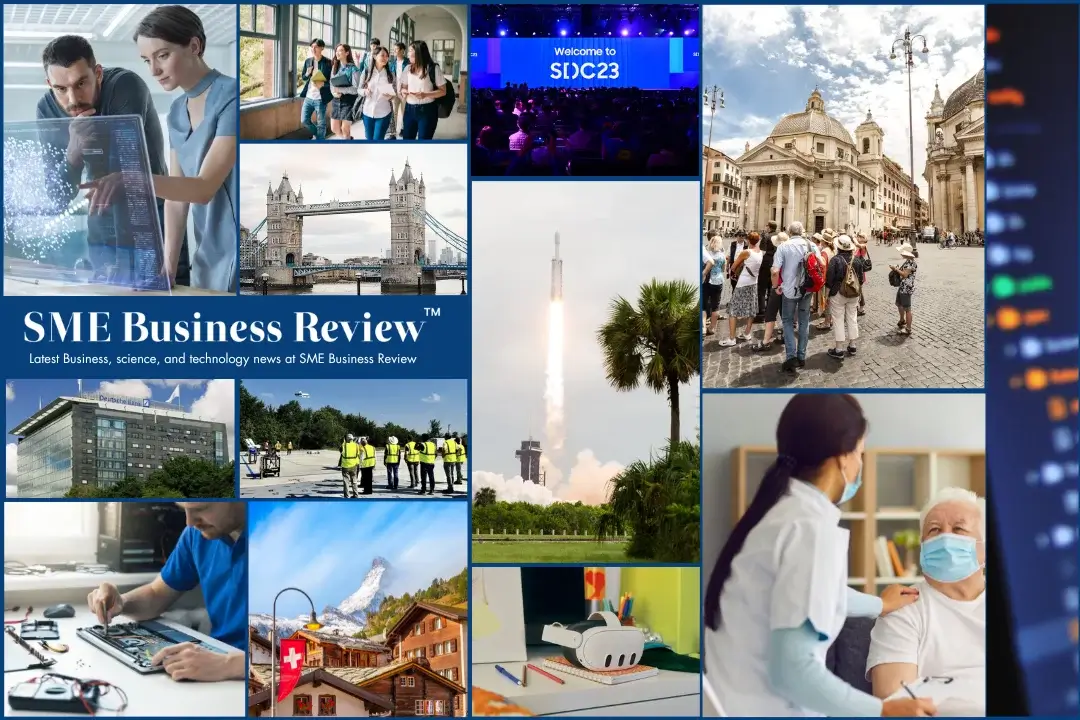 Welcome to
SDC23
SME Business Review™
Latest Business, science, and technology news at SME Business Review
Deutsche Bank